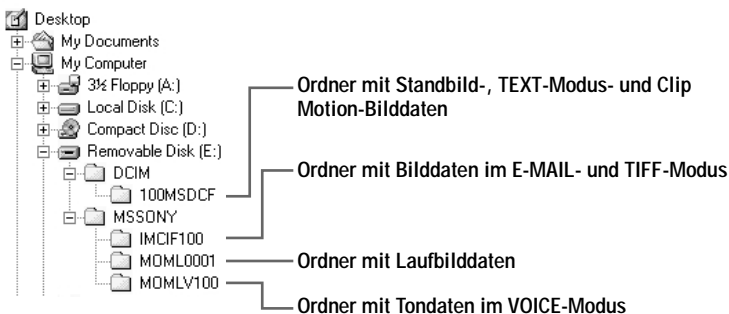 Desktop
My Documents
My Computer
3½ Floppy (A:)
Local Disk (C:)
Compact Disc (D:)
Removable Disk (E:)
DCIM
100MSDCF
MSSONY
IMCIF100
MOML0001
MOMLV100
Ordner mit Standbild-, TEXT-Modus- und Clip
Motion-Bilddaten
Ordner mit Bilddaten im E-MAIL- und TIFF-Modus
Ordner mit Laufbilddaten
Ordner mit Tondaten im VOICE-Modus